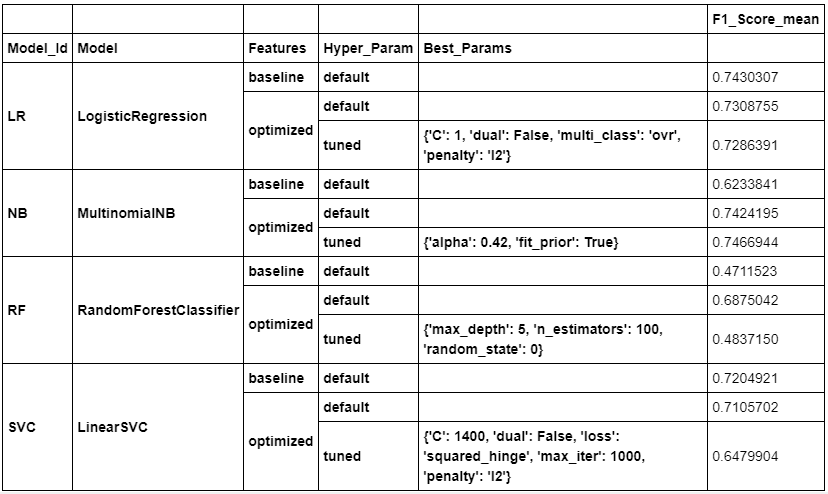 F1_Score_mean
Model_Id Model Features Hyper_Param Best_Params
LR LogisticRegression baseline default 0.7430307
optimized default 0.7308755
tuned {'C': 1, 'dual': False, 'multi_class': 'ovr',
'penalty': 'l2'} 0.7286391
NB MultinomialNB baseline default 0.6233841
optimized default 0.7424195
tuned {'alpha': 0.42, 'fit_prior': True} 0.7466944
RF RandomForestClassifier baseline default 0.4711523
optimized default 0.6875042
tuned {'max_depth': 5, 'n_estimators': 100,
'random_state': 0} 0.4837150
SVC LinearSVC baseline default 0.7204921
optimized default 0.7105702
tuned {'C': 1400, 'dual': False, 'loss':
'squared_hinge', 'max_iter': 1000,
'penalty': 'l2'} 0.6479904